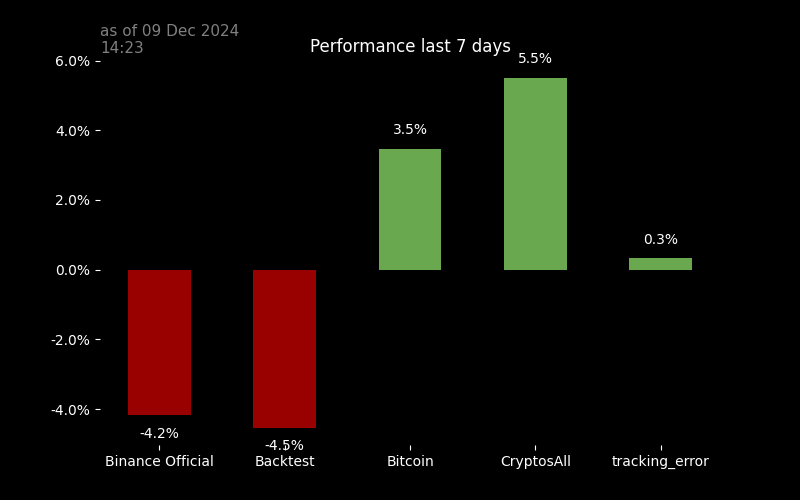 as of 09 Dec 2024
14:23
Performance last 7 days
6.0%
4.0%
2.0%
0.0%
-2.0%
-4.0%
-4.2%
-4.5%
3.5%
5.5%
0.3%
Binance Official
Backtest
Bitcoin
CryptosAll
tracking_error